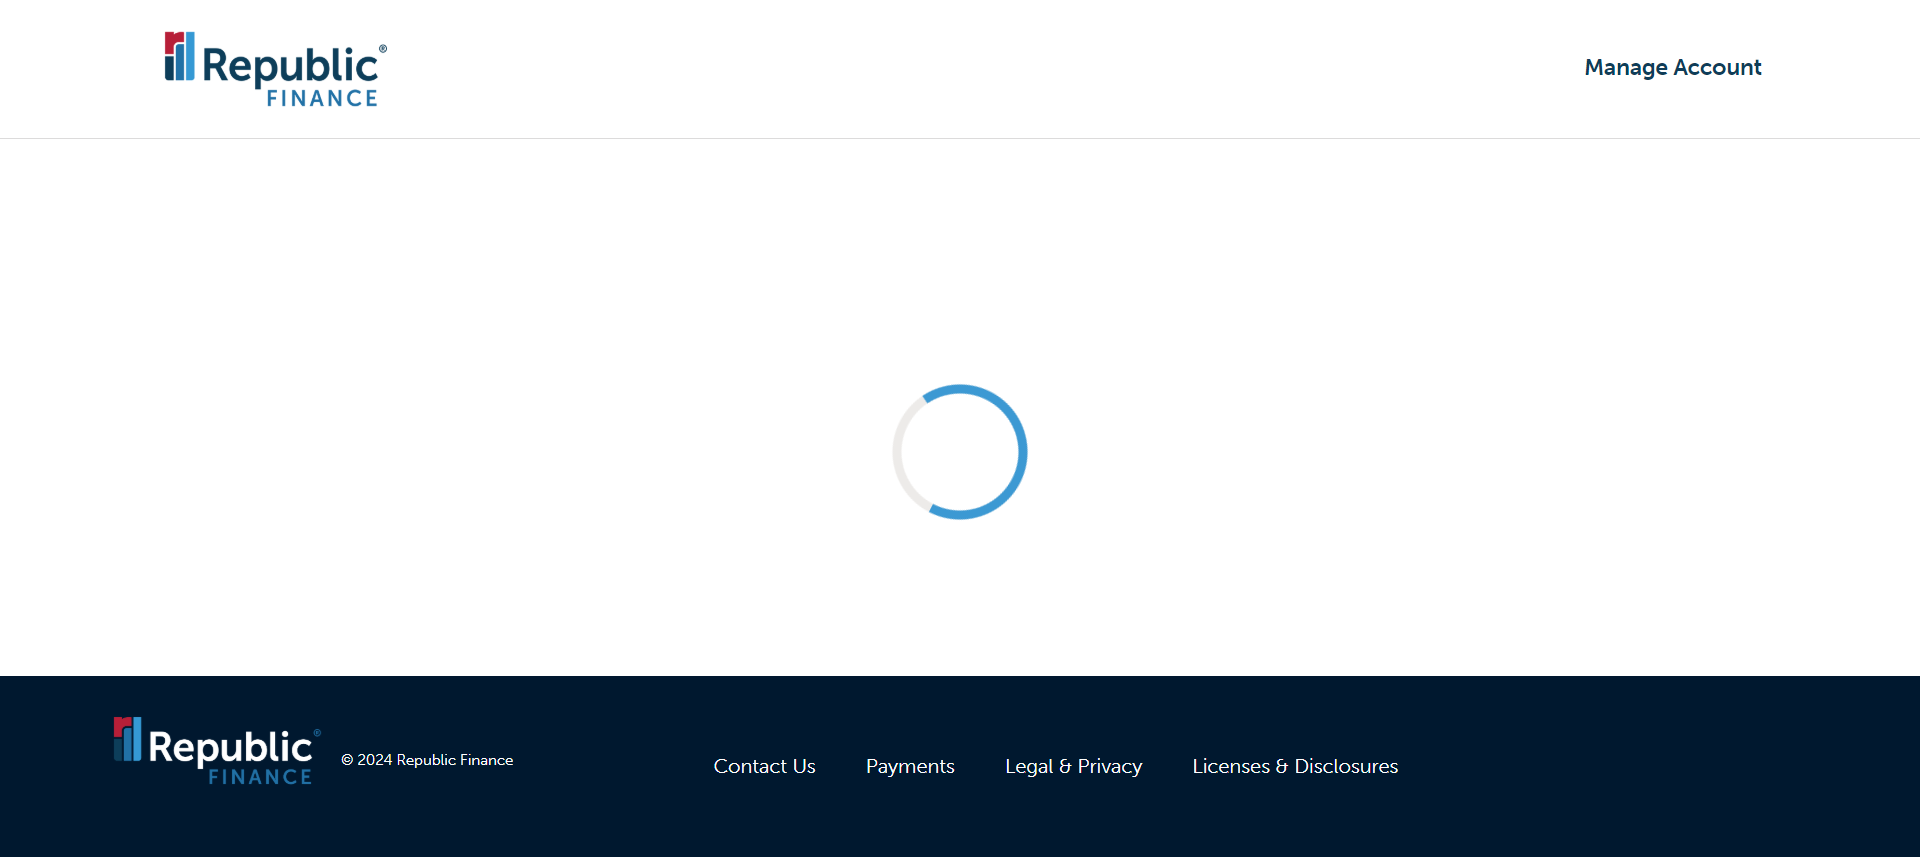 Republic®
FINANCE
Manage Account
Republic®
FINANCE
© 2024 Republic Finance
Contact Us
Payments
Legal & Privacy
Licenses & Disclosures